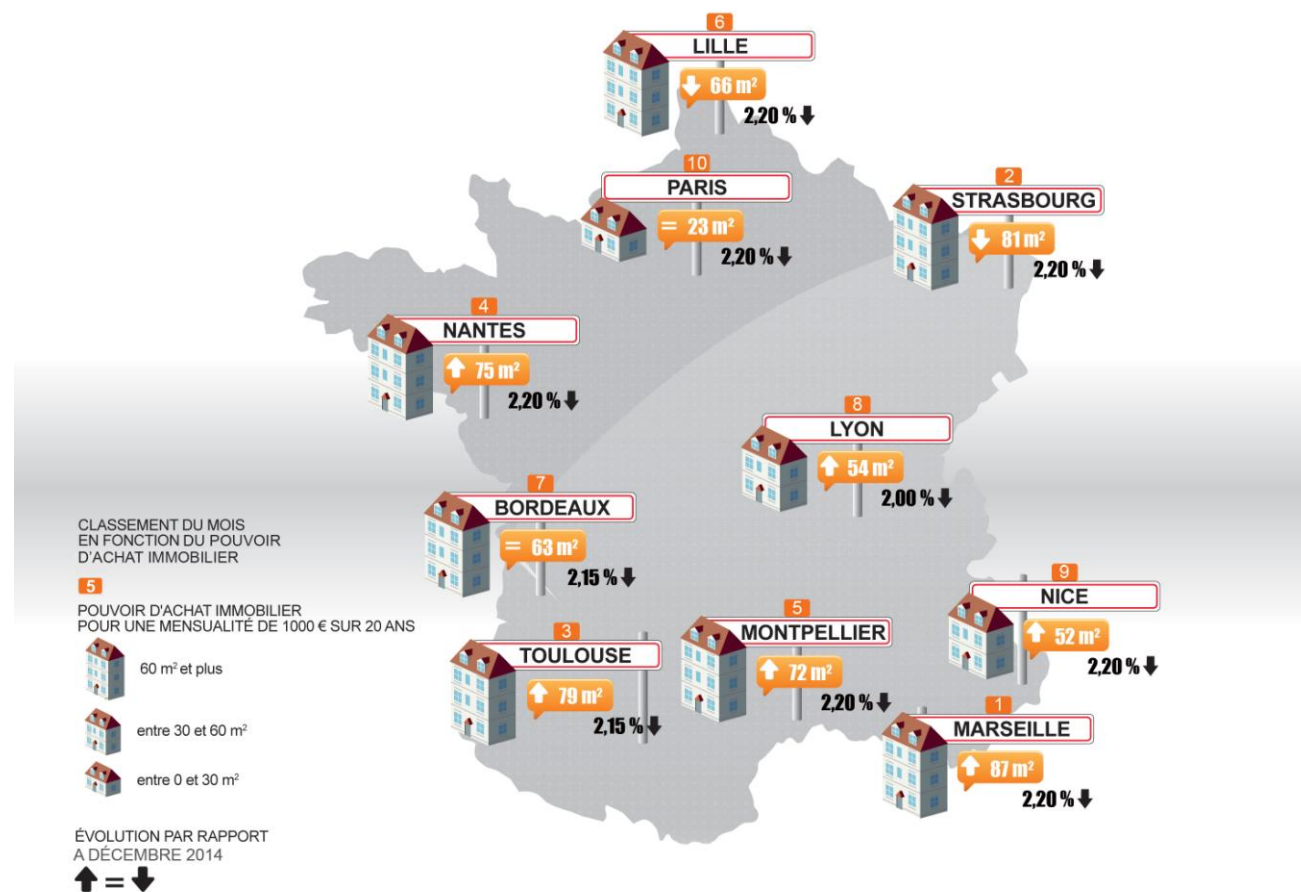 6
LILLE
66 m²
2,20 %
10
PARIS
= 23 m²
2,20 %
2
STRASBOURG
81 m²
2,20 %
4
NANTES
75 m²
2,20 %
8
LYON
54 m²
2,00 %
7
BORDEAUX
= 63 m²
2,15 %
9
NICE
52 m²
2,20 %
5
MONTPELLIER
72 m²
2,20 %
3
TOULOUSE
79 m²
2,15 %
1
MARSEILLE
87 m²
2,20 %
CLASSEMENT DU MOIS
EN FONCTION DU POUVOIR
D'ACHAT IMMOBILIER
5
POUVOIR D'ACHAT IMMOBILIER
POUR UNE MENSUALITÉ DE 1000 € SUR 20 ANS
60 m² et plus
entre 30 et 60 m²
entre 0 et 30 m²
ÉVOLUTION PAR RAPPORT
A DÉCEMBRE 2014
=